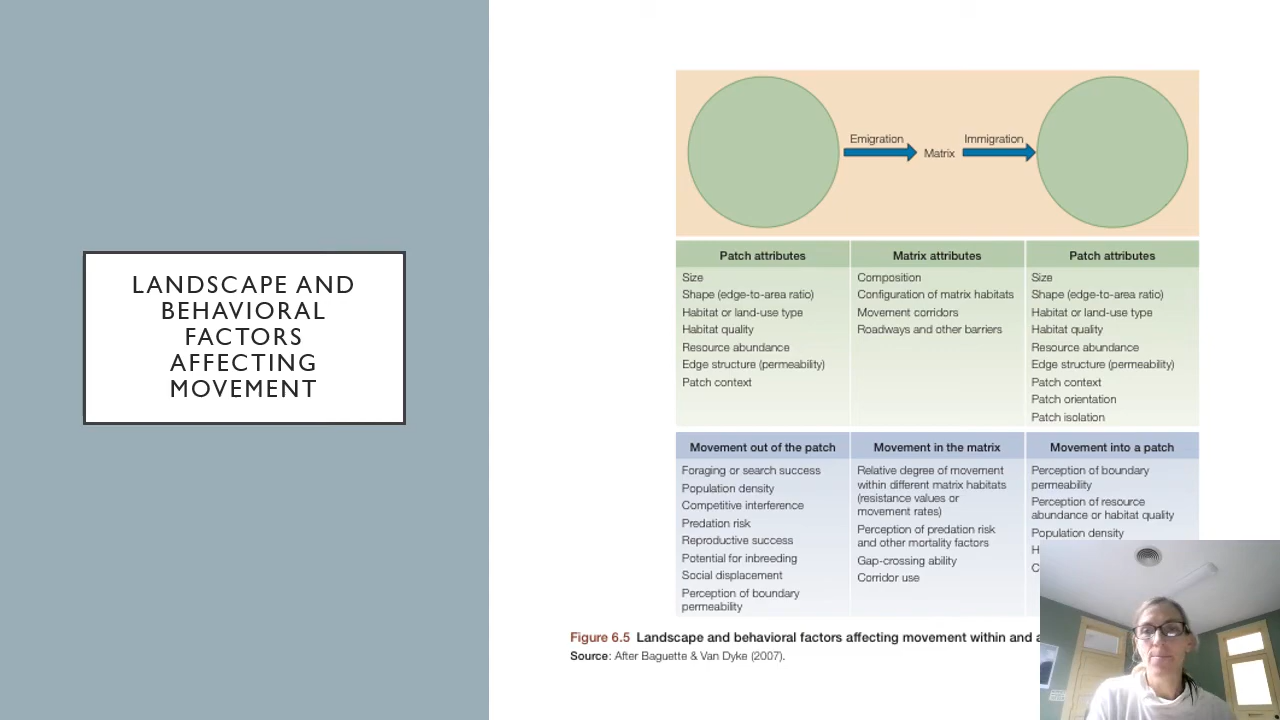 LANDSCAPE AND
BEHAVIORAL
FACTORS
AFFECTING
MOVEMENT
Emigration
Matrix
Immigration
Patch attributes
Size
Shape (edge-to-area ratio)
Habitat or land-use type
Habitat quality
Resource abundance
Edge structure (permeability)
Patch context
Matrix attributes
Composition
Configuration of matrix habitats
Movement corridors
Roadways and other barriers
Patch attributes
Size
Shape (edge-to-area ratio)
Habitat or land-use type
Habitat quality
Resource abundance
Edge structure (permeability)
Patch context
Patch orientation
Patch isolation
Movement out of the patch
Foraging or search success
Population density
Competitive interference
Predation risk
Reproductive success
Potential for inbreeding
Social displacement
Perception of boundary
permeability
Movement in the matrix
Relative degree of movement
within different matrix habitats
(resistance values or
movement rates)
Perception of predation risk
and other mortality factors
Gap-crossing ability
Corridor use
Movement into a patch
Perception of boundary
permeability
Perception of resource
abundance or habitat quality
Population density
Figure 6.5 Landscape and behavioral factors affecting movement within and
Source: After Baguette & Van Dyke (2007).